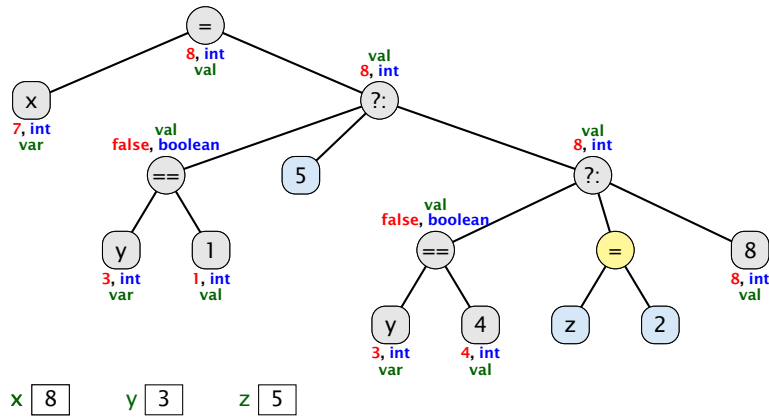 =
8, int
val
val
8, int
x
?:
7, int
var
val
false, boolean
val
8, int
==
5
?:
val
false, boolean
y
1
==
=
8
3, int
var
1, int
val
8, int
val
y
4
z
2
3, int
var
4, int
val
x 8 y 3 z 5